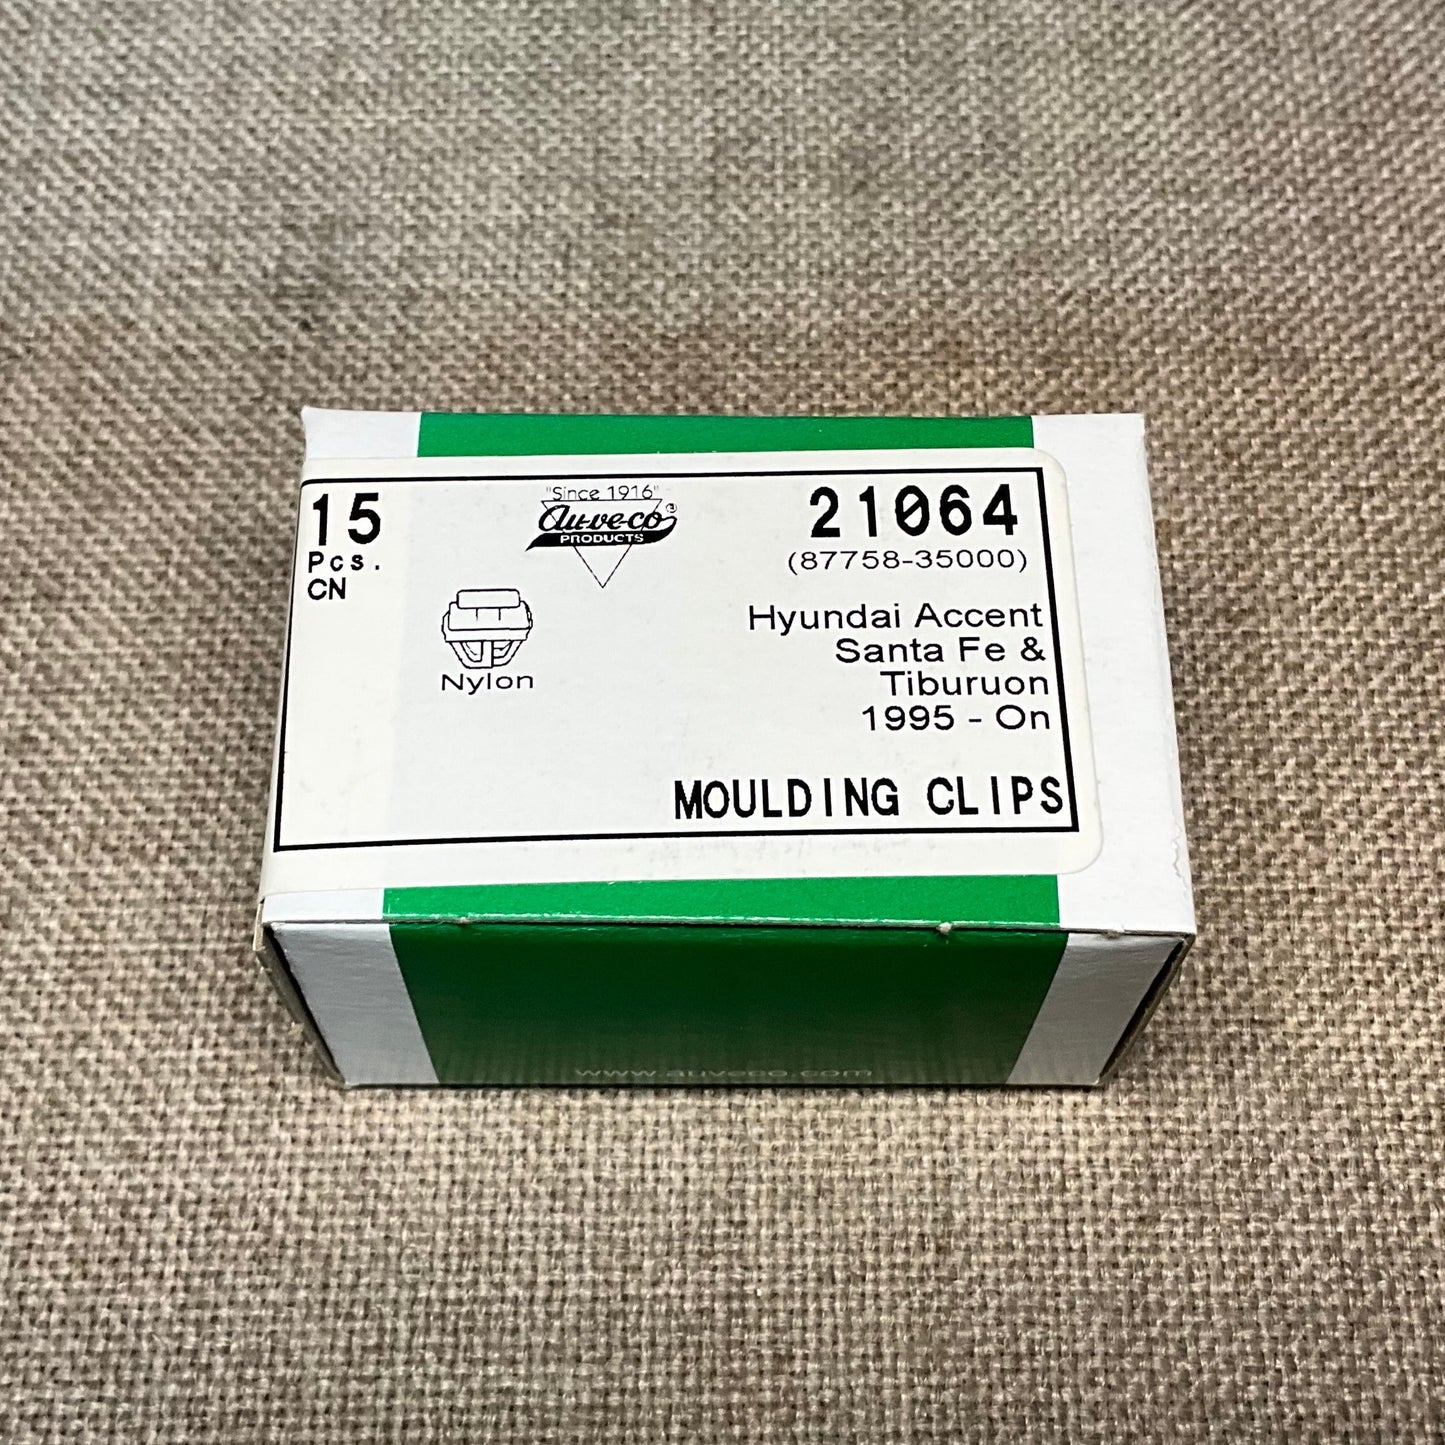 15
Pcs.
CN
"Since 1916"
Au-ve-co®
PRODUCTS
Nylon
21064
(87758-35000)
Hyundai Accent
Santa Fe &
Tiburuon
1995 - On
MOULDING CLIPS
www.auveco.com